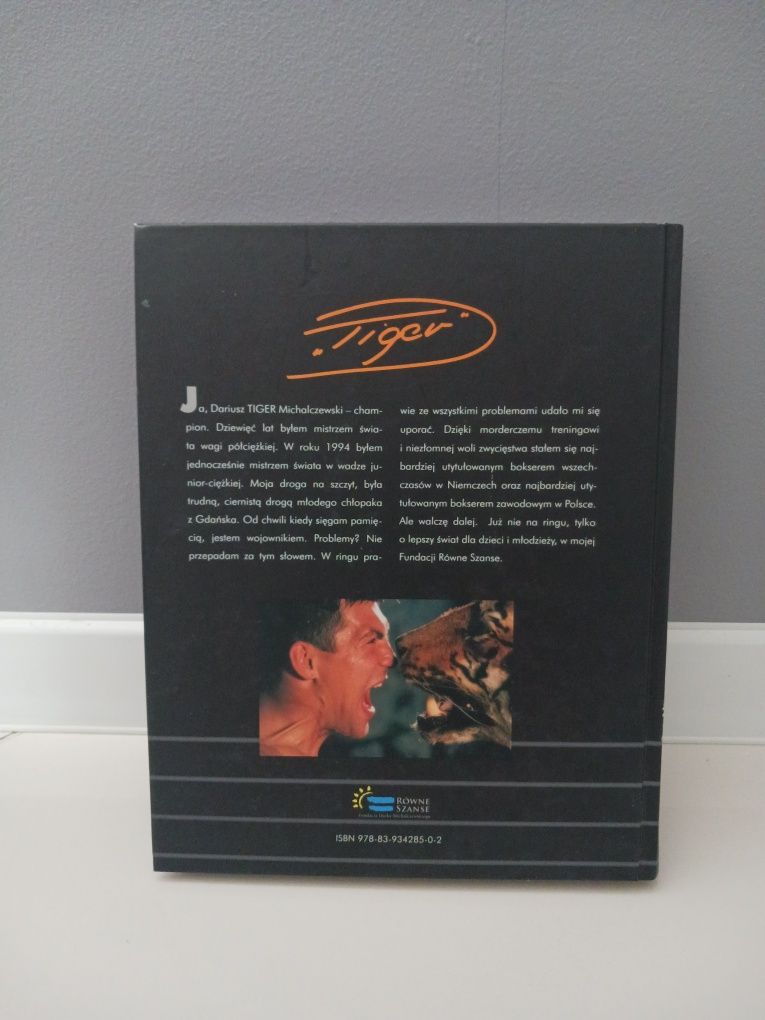 „Tiger"
Ja, Dariusz TIGER Michalczewski – cham-
pion. Dziewięć lat byłem mistrzem świa-
ta wagi półciężkiej. W roku 1994 byłem
jednocześnie mistrzem świata w wadze ju-
nior-ciężkiej. Moja droga na szczyt, była
trudną, ciernistą drogą młodego chłopaka
z Gdańska. Od chwili kiedy sięgam pamię-
cią, jestem wojownikiem. Problemy? Nie
przepadam za tym słowem. W ringu pra-
wie ze wszystkimi problemami udało mi się
uporać. Dzięki morderczemu treningowi
i niezłomnej woli zwycięstwa stałem się naj-
bardziej utytułowanym bokserem wszech-
czasów w Niemczech oraz najbardziej uty-
tułowanym bokserem zawodowym w Polsce.
Ale walczę dalej. Już nie na ringu, tylko
o lepszy świat dla dzieci i młodzieży, w mojej
Fundacji Równe Szanse.
RÓWNE
SZANSE
Fundacja Darka Michalczewskiego
ISBN 978-83-934285-0-2